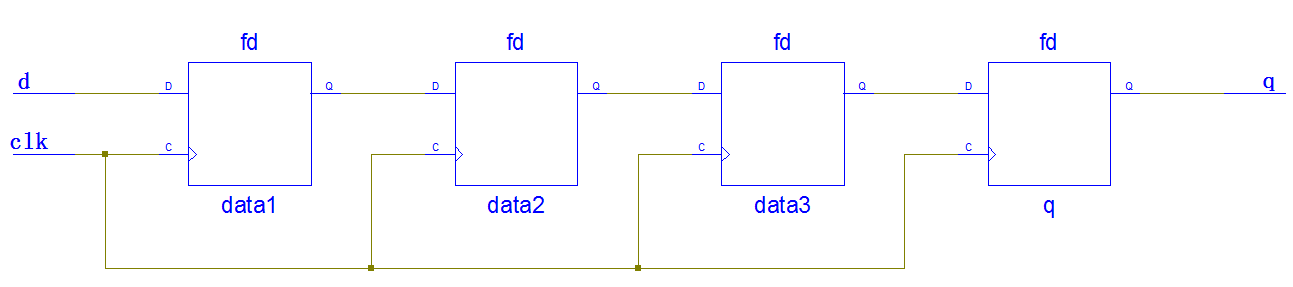 fd fd fd fd
d D Q D Q D Q D Q q
clk C C C C
data1 data2 data3 q